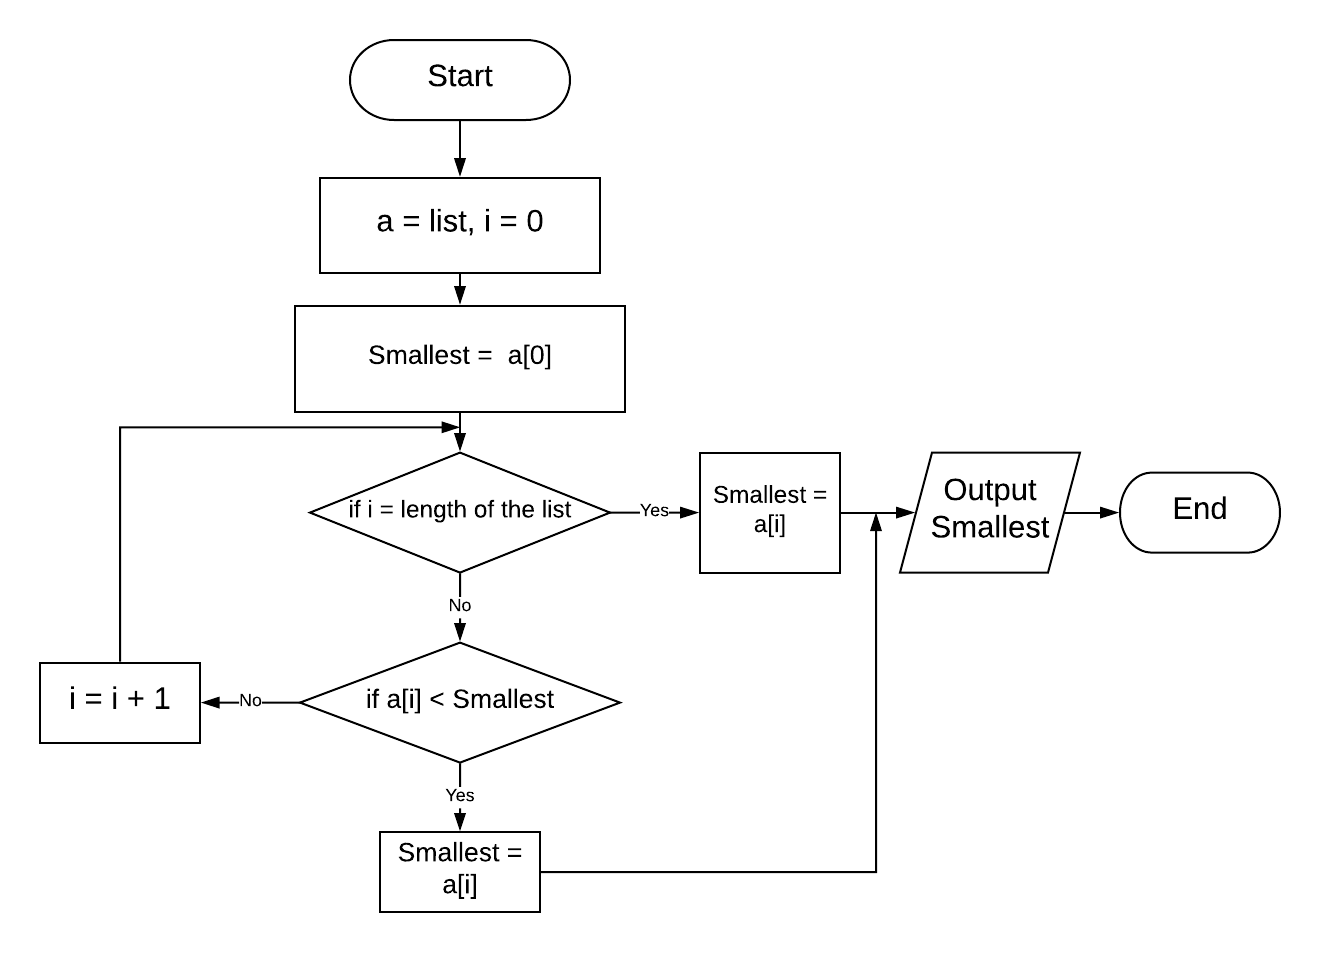 Start
a = list, i = 0
Smallest =  a[0]
if i = length of the list
Yes
Smallest =
a[i]
Output
Smallest
End
No
if a[i] < Smallest
No
i = i + 1
Yes
Smallest =
a[i]